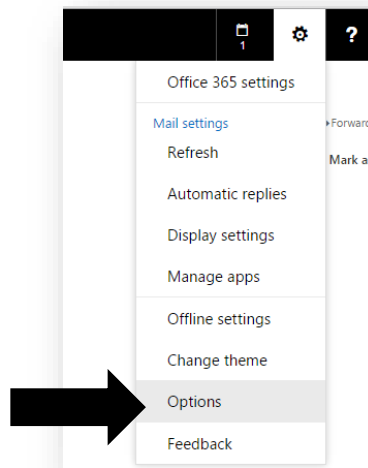 1
?
Office 365 settings
Mail settings
Forward
Refresh
Mark a
Automatic replies
Display settings
Manage apps
Offline settings
Change theme
Options
Feedback